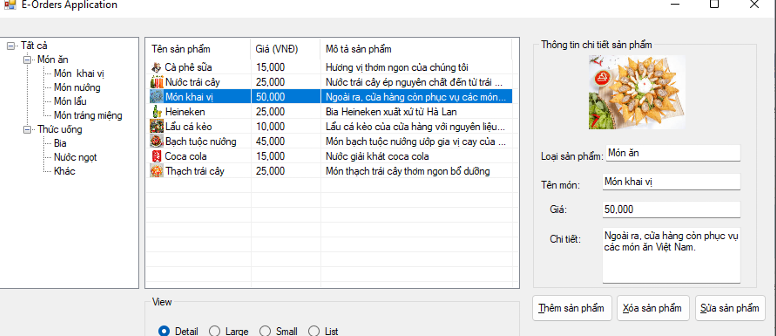 E-Orders Application
Tất cả
Món ăn
Món khai vị
Món nướng
Món lẩu
Món tráng miệng
Thức uống
Bia
Nước ngọt
Khác
Tên sản phẩm Giá (VNĐ) Mô tả sản phẩm
Cà phê sữa 15,000 Hương vị thơm ngon của chúng tôi
Nước trái cây 25,000 Nước trái cây ép nguyên chất đến từ trái ...
Món khai vị 50,000 Ngoài ra, cửa hàng còn phục vụ các món...
Heineken 25,000 Bia Heineken xuất xứ từ Hà Lan
Lẩu cá kèo 10,000 Lẩu cá kèo của cửa hàng với nguyên liệu...
Bạch tuộc nướng 45,000 Món bạch tuộc nướng ướp gia vị cay của ...
Coca cola 15,000 Nước giải khát coca cola
Thạch trái cây 25,000 Món thạch trái cây thơm ngon bổ dưỡng
View
Detail Large Small List
Thông tin chi tiết sản phẩm
Loại sản phẩm: Món ăn
Tên món: Món khai vị
Giá: 50,000
Chi tiết: Ngoài ra, cửa hàng còn phục vụ
các món ăn Việt Nam.
Thêm sản phẩm Xóa sản phẩm Sửa sản phẩm